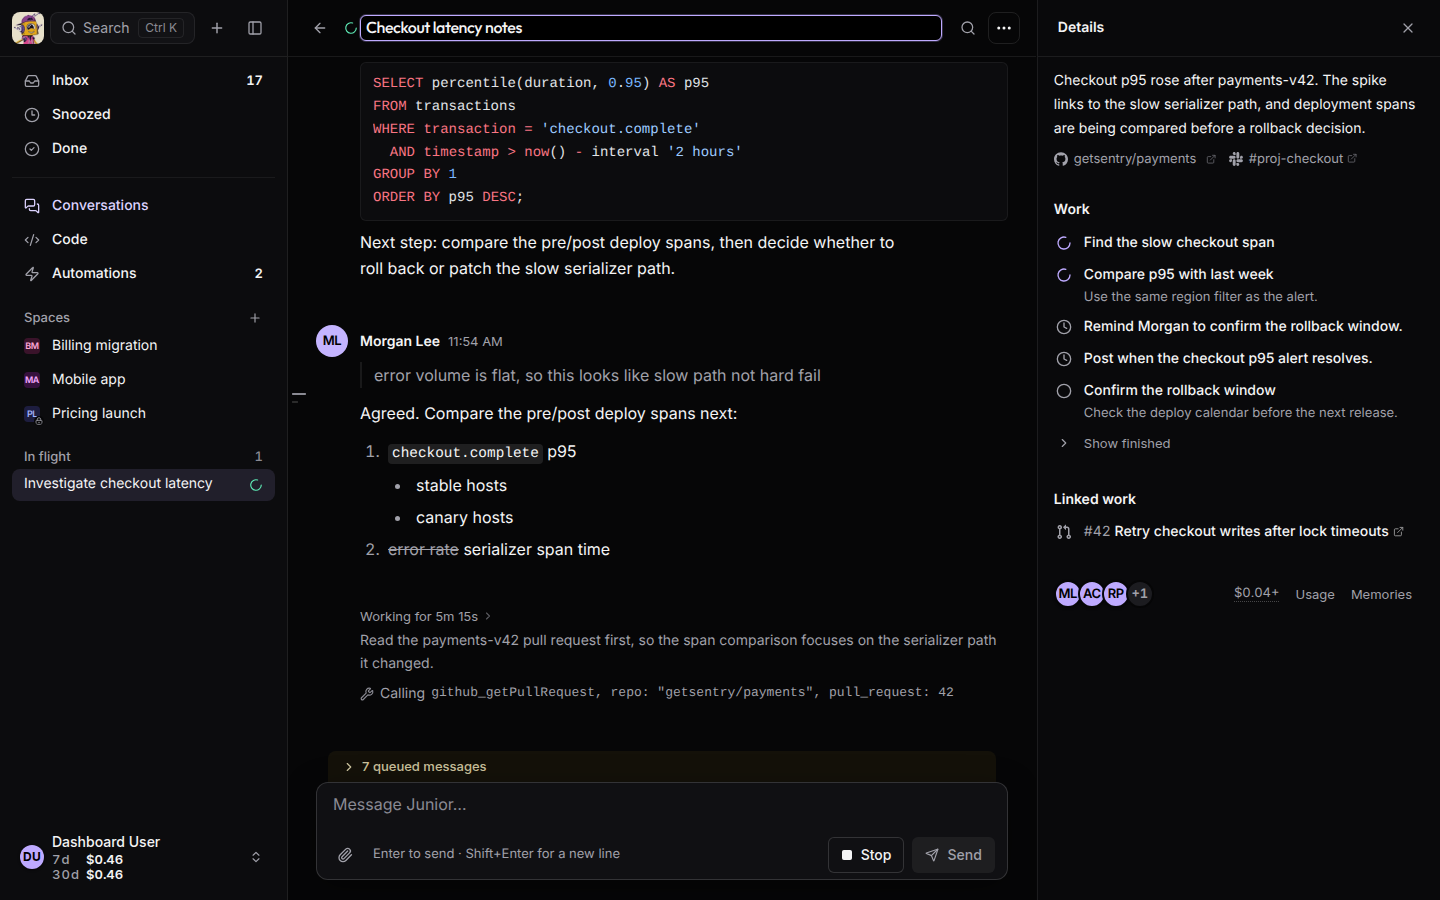 Search Ctrl K
Inbox 17
Snoozed
Done
Conversations
Code
Automations 2
Spaces
BM Billing migration
MA Mobile app
PL Pricing launch
In flight 1
Investigate checkout latency
DU Dashboard User
7d $0.46
30d $0.46
Checkout latency notes
SELECT percentile(duration, 0.95) AS p95
FROM transactions
WHERE transaction = 'checkout.complete'
AND timestamp > now() - interval '2 hours'
GROUP BY 1
ORDER BY p95 DESC;
Next step: compare the pre/post deploy spans, then decide whether to
roll back or patch the slow serializer path.
ML Morgan Lee 11:54 AM
error volume is flat, so this looks like slow path not hard fail
Agreed. Compare the pre/post deploy spans next:
1. checkout.complete p95
• stable hosts
• canary hosts
2. error rate serializer span time
Working for 5m 15s
Read the payments-v42 pull request first, so the span comparison focuses on the serializer path
it changed.
Calling github_getPullRequest, repo: "getsentry/payments", pull_request: 42
7 queued messages
Message Junior...
Enter to send · Shift+Enter for a new line
Stop
Send
Details
Checkout p95 rose after payments-v42. The spike
links to the slow serializer path, and deployment spans
are being compared before a rollback decision.
getsentry/payments #proj-checkout
Work
Find the slow checkout span
Compare p95 with last week
Use the same region filter as the alert.
Remind Morgan to confirm the rollback window.
Post when the checkout p95 alert resolves.
Confirm the rollback window
Check the deploy calendar before the next release.
Show finished
Linked work
#42 Retry checkout writes after lock timeouts
ML AC RP +1 $0.04+ Usage Memories